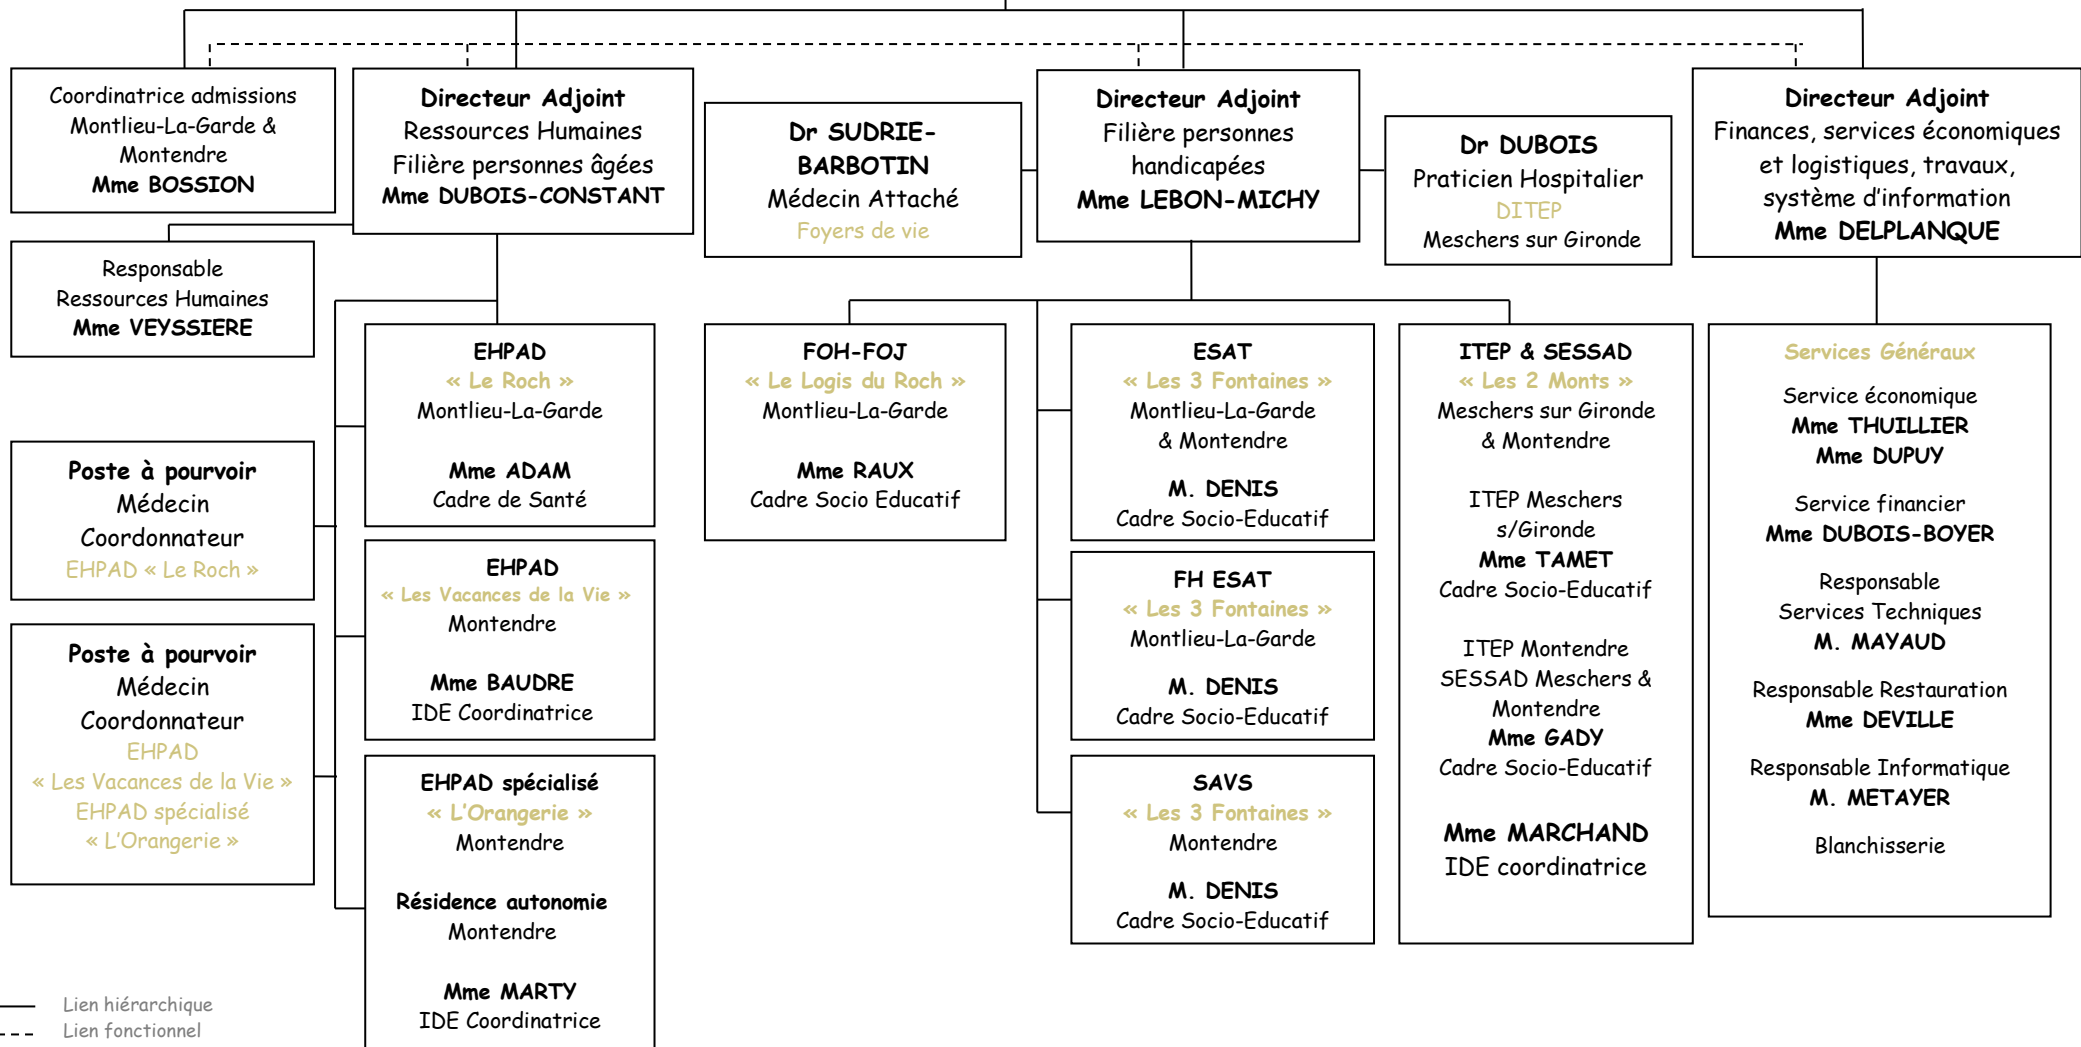 Coordinatrice admissions
Montlieu-La-Garde &
Montendre
Mme BOSSION
Directeur Adjoint
Ressources Humaines
Filière personnes âgées
Mme DUBOIS-CONSTANT
Dr SUDRIE-
BARBOTIN
Médecin Attaché
Foyers de vie
Directeur Adjoint
Filière personnes
handicapées
Mme LEBON-MICHY
Dr DUBOIS
Praticien Hospitalier
DITEP
Meschers sur Gironde
Directeur Adjoint
Finances, services économiques
et logistiques, travaux,
système d'information
Mme DELPLANQUE
Responsable
Ressources Humaines
Mme VEYSSIERE
Poste à pourvoir
Médecin
Coordonnateur
EHPAD « Le Roch »
Poste à pourvoir
Médecin
Coordonnateur
EHPAD
« Les Vacances de la Vie »
EHPAD spécialisé
« L'Orangerie »
EHPAD
« Le Roch »
Montlieu-La-Garde
Mme ADAM
Cadre de Santé
EHPAD
« Les Vacances de la Vie »
Montendre
Mme BAUDRE
IDE Coordinatrice
EHPAD spécialisé
« L'Orangerie »
Montendre
Résidence autonomie
Montendre
Mme MARTY
IDE Coordinatrice
FOH-FOJ
« Le Logis du Roch »
Montlieu-La-Garde
Mme RAUX
Cadre Socio Educatif
ESAT
« Les 3 Fontaines »
Montlieu-La-Garde
& Montendre
M. DENIS
Cadre Socio-Educatif
FH ESAT
« Les 3 Fontaines »
Montlieu-La-Garde
M. DENIS
Cadre Socio-Educatif
SAVS
« Les 3 Fontaines »
Montendre
M. DENIS
Cadre Socio-Educatif
ITEP & SESSAD
« Les 2 Monts »
Meschers sur Gironde
& Montendre
ITEP Meschers
s/Gironde
Mme TAMET
Cadre Socio-Educatif
ITEP Montendre
SESSAD Meschers &
Montendre
Mme GADY
Cadre Socio-Educatif
Mme MARCHAND
IDE coordinatrice
Services Généraux
Service économique
Mme THUILLIER
Mme DUPUY
Service financier
Mme DUBOIS-BOYER
Responsable
Services Techniques
M. MAYAUD
Responsable Restauration
Mme DEVILLE
Responsable Informatique
M. METAYER
Blanchisserie
Lien hiérarchique
Lien fonctionnel